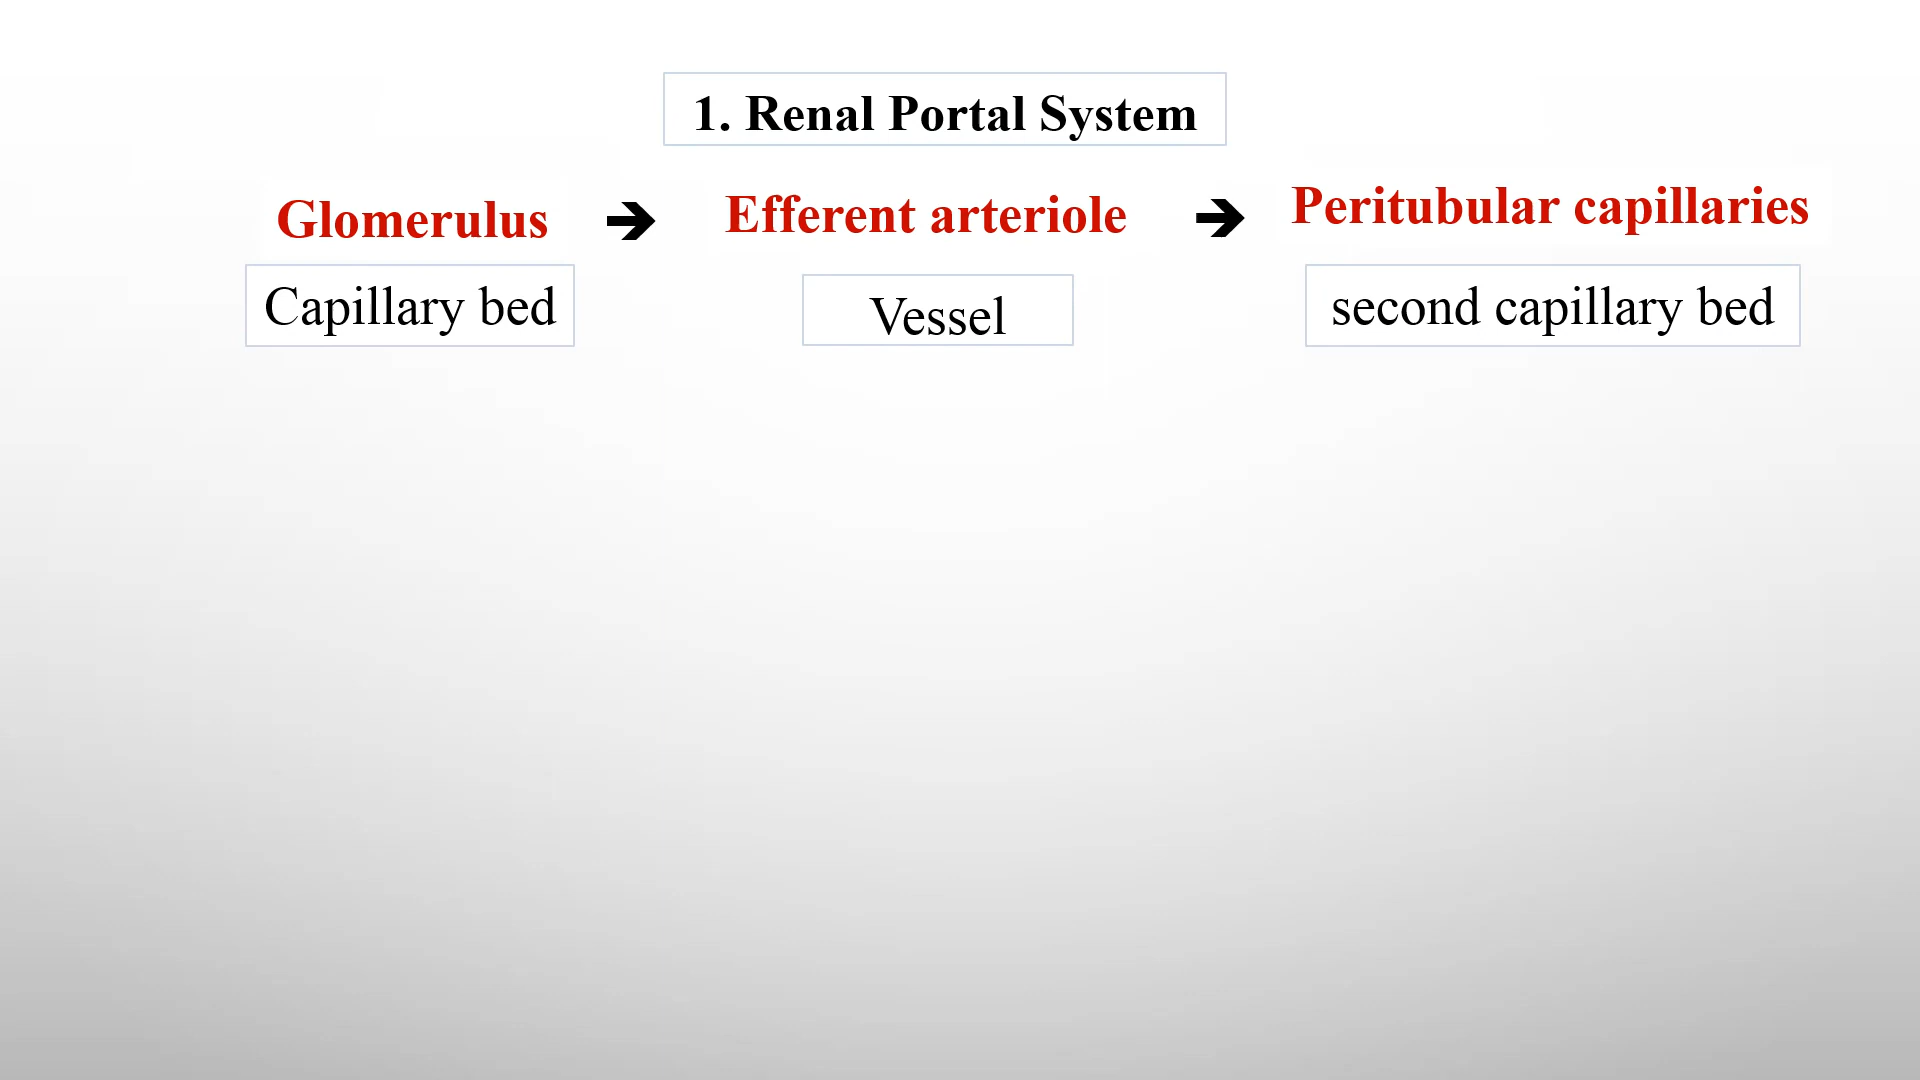 1. Renal Portal System
Glomerulus ➔ Efferent arteriole ➔ Peritubular capillaries
Capillary bed Vessel second capillary bed